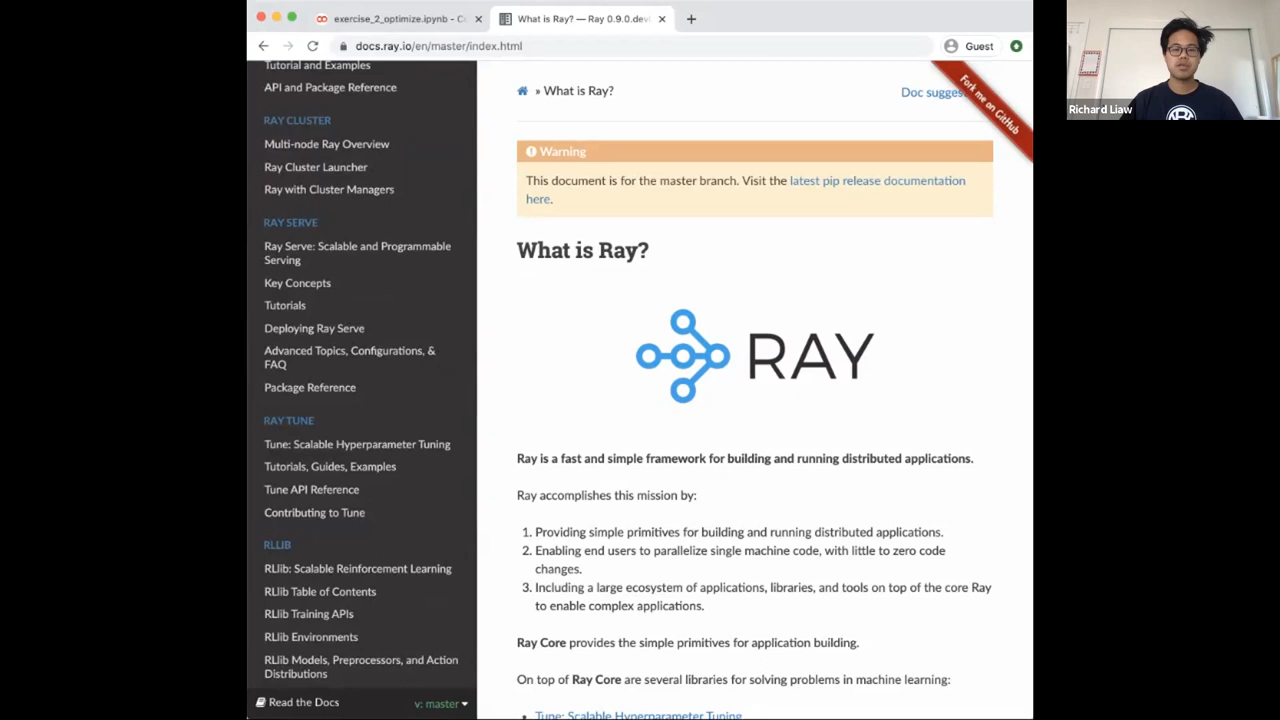 exercise_2_optimize.ipynb - C
What is Ray? — Ray 0.9.0.dev
docs.ray.io/en/master/index.html
Guest
Tutorial and Examples
API and Package Reference
RAY CLUSTER
Multi-node Ray Overview
Ray Cluster Launcher
Ray with Cluster Managers
RAY SERVE
Ray Serve: Scalable and Programmable
Serving
Key Concepts
Tutorials
Deploying Ray Serve
Advanced Topics, Configurations, &
FAQ
Package Reference
RAY TUNE
Tune: Scalable Hyperparameter Tuning
Tutorials, Guides, Examples
Tune API Reference
Contributing to Tune
RLLIB
RLlib: Scalable Reinforcement Learning
RLlib Table of Contents
RLlib Training APIs
RLlib Environments
RLlib Models, Preprocessors, and Action
Distributions
Read the Docs
v: master
» What is Ray?
Doc sugges
Fork me on GitHub
Warning
This document is for the master branch. Visit the latest pip release documentation
here.
What is Ray?
RAY
Ray is a fast and simple framework for building and running distributed applications.
Ray accomplishes this mission by:
1. Providing simple primitives for building and running distributed applications.
2. Enabling end users to parallelize single machine code, with little to zero code
changes.
3. Including a large ecosystem of applications, libraries, and tools on top of the core Ray
to enable complex applications.
Ray Core provides the simple primitives for application building.
On top of Ray Core are several libraries for solving problems in machine learning:
• Tune: Scalable Hyperparameter Tuning
Richard Liaw